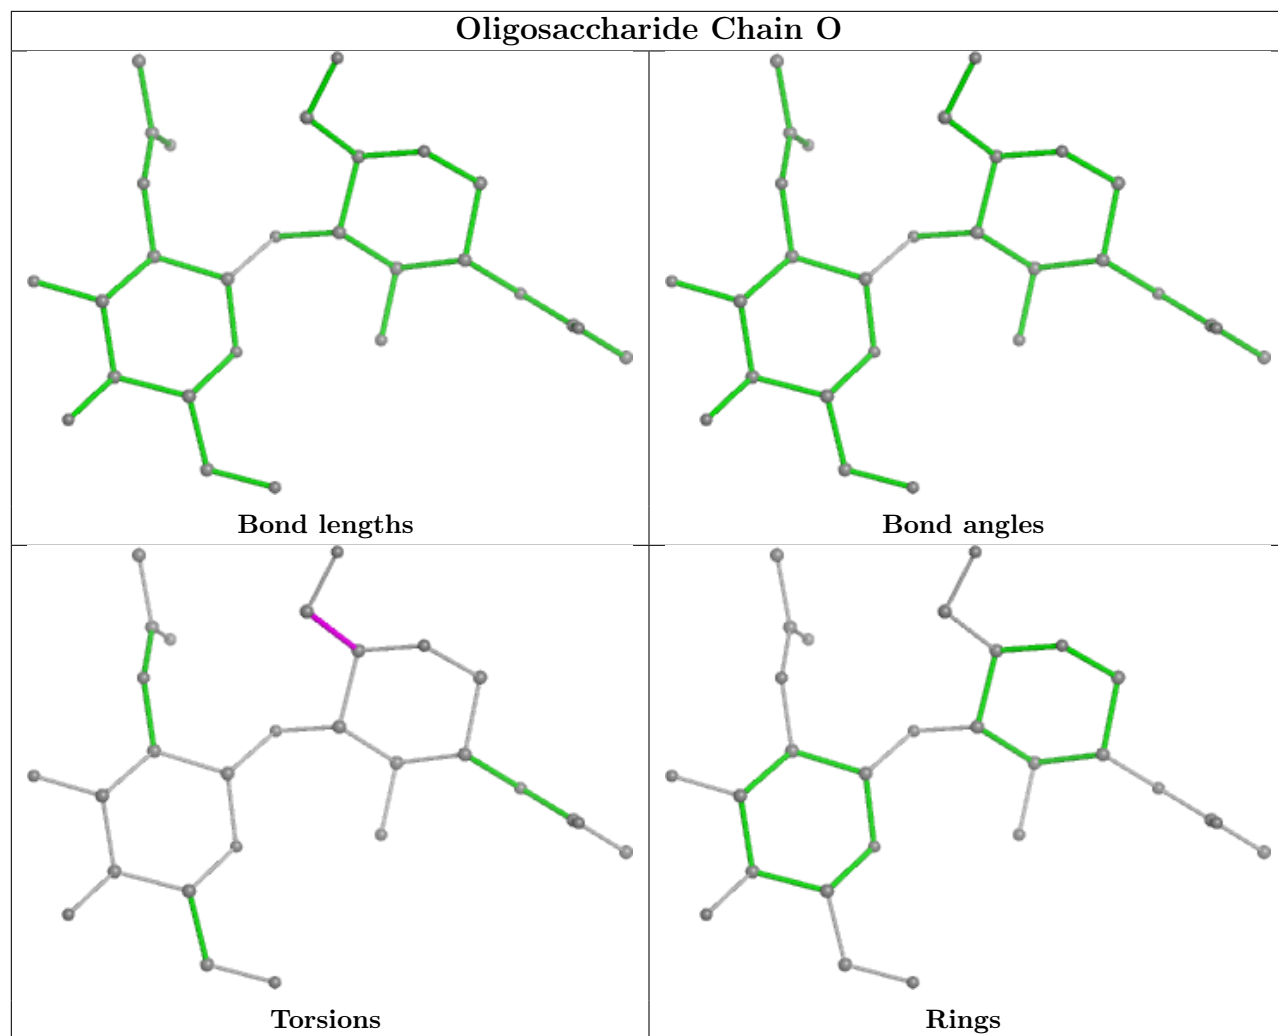 Oligosaccharide Chain O
Bond lengths
Bond angles
Torsions
Rings